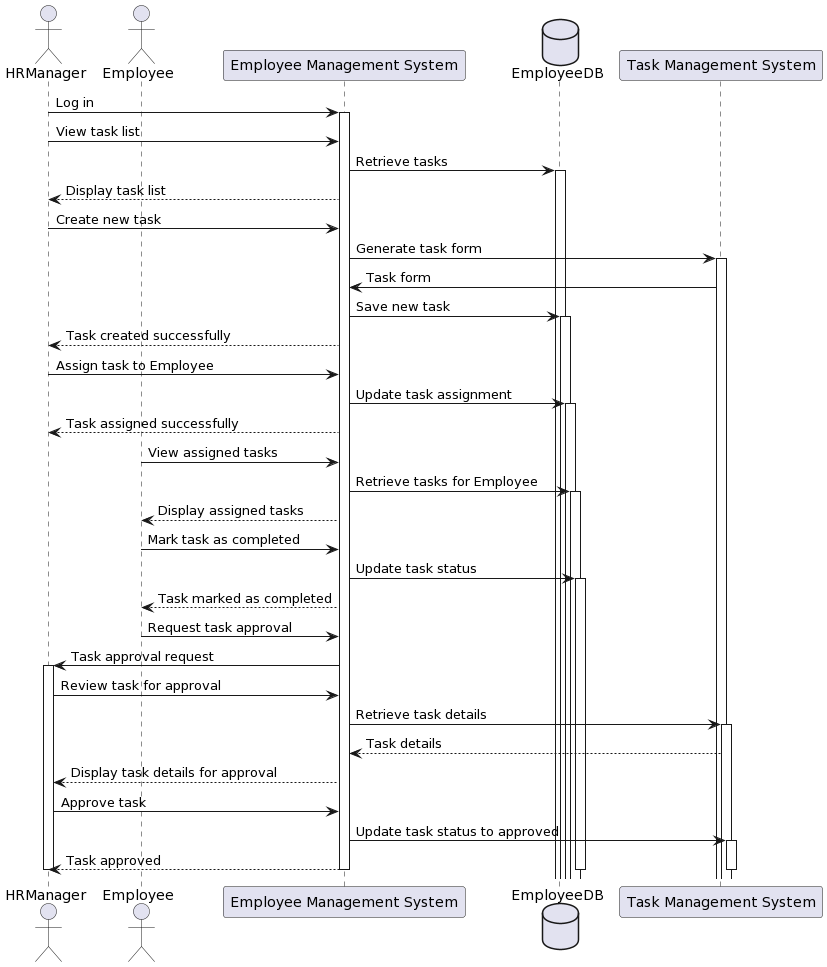 HRManager
Employee
Employee Management System
EmployeeDB
Task Management System
Log in
View task list
Retrieve tasks
Display task list
Create new task
Generate task form
Task form
Save new task
Task created successfully
Assign task to Employee
Update task assignment
Task assigned successfully
View assigned tasks
Retrieve tasks for Employee
Display assigned tasks
Mark task as completed
Update task status
Task marked as completed
Request task approval
Task approval request
Review task for approval
Retrieve task details
Task details
Display task details for approval
Approve task
Update task status to approved
Task approved
HRManager
Employee
Employee Management System
EmployeeDB
Task Management System